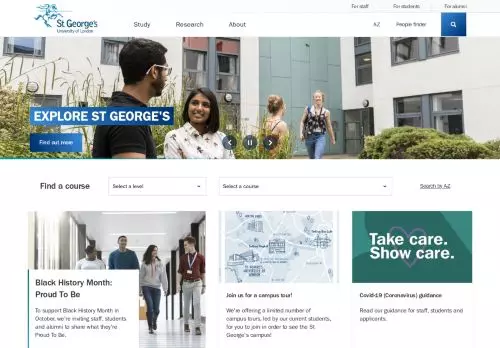 For staff
For students
For alumni
St George's
University of London
Study
Research
About
A-Z
People finder
EXPLORE ST GEORGE'S
Find out more
Find a course
Select a level
Select a course
Search by A-Z
Black History Month:
Proud To Be
To support Black History Month in
October, we're inviting staff, students
and alumni to share what they're
Proud To Be.
Join us for a campus tour!
We're offering a limited number of
campus tours, led by our current students,
for you to join in order to see the St
George's campus!
Take care.
Show care.
Covid-19 (Coronavirus) guidance
Read our guidance for staff, students and
applicants.